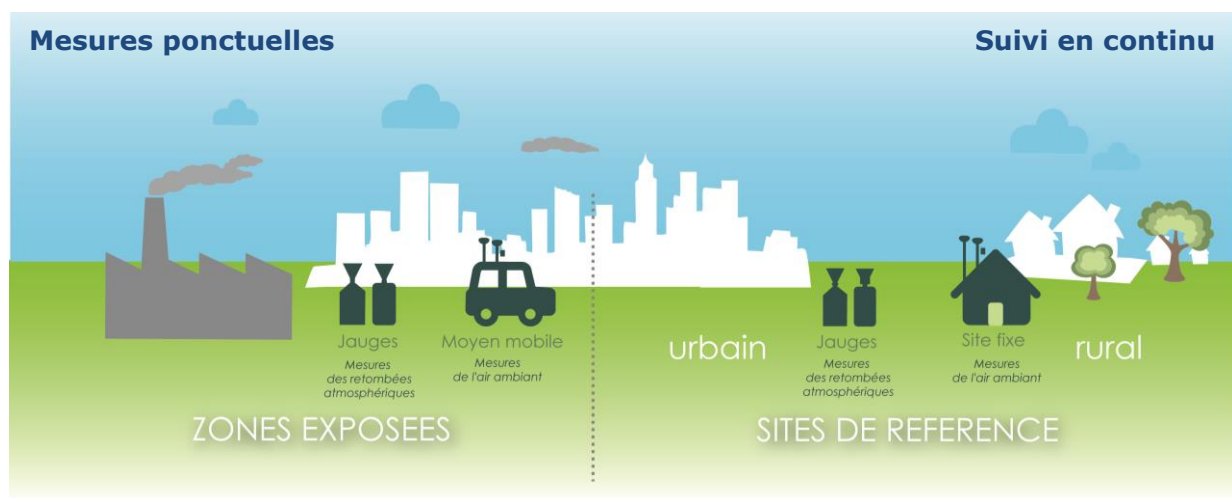 Mesures ponctuelles
Suivi en continu
Jauges
Mesures
des retombées
atmosphériques
Moyen mobile
Mesures
de l'air ambiant
urbain
Jauges
Mesures
des retombées
atmosphériques
Site fixe
Mesures
de l'air ambiant
rural
ZONES EXPOSEES
SITES DE REFERENCE